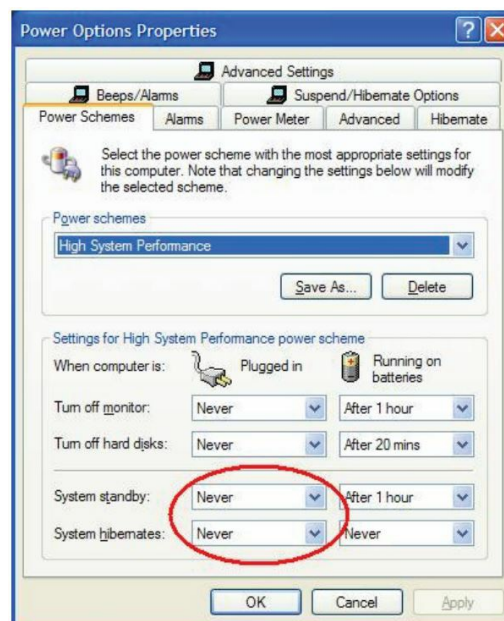 Power Options Properties
Advanced Settings
Beeps/Alarms Suspend/Hibernate Options
Power Schemes Alarms Power Meter Advanced Hibernate
Select the power scheme with the most appropriate settings for
this computer. Note that changing the settings below will modify
the selected scheme.
Power schemes
High System Performance
Save As... Delete
Settings for High System Performance power scheme
When computer is: Plugged in Running on
batteries
Turn off monitor: Never After 1 hour
Turn off hard disks: Never After 20 mins
System standby: Never After 1 hour
System hibernates: Never Never
OK Cancel Apply